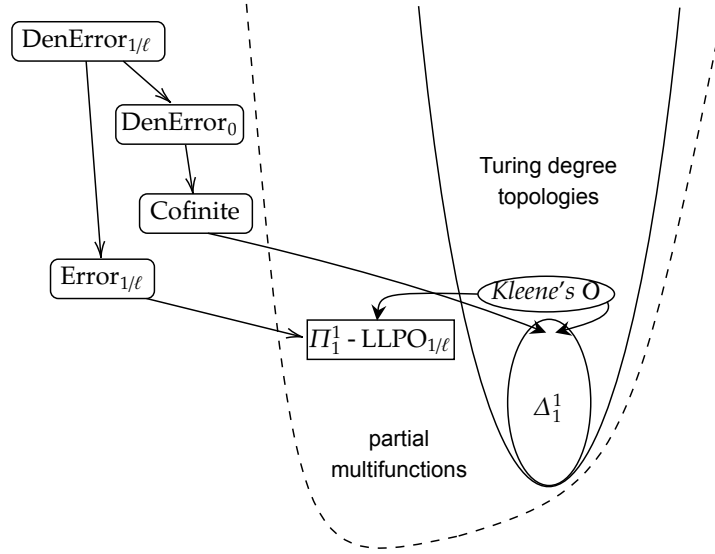 DenError₁/ℓ
DenError₀
Turing degree
topologies
Cofinite
Error₁/ℓ
Kleene's O
Π¹₁ - LLPO₁/ℓ
Δ¹₁
partial
multifunctions